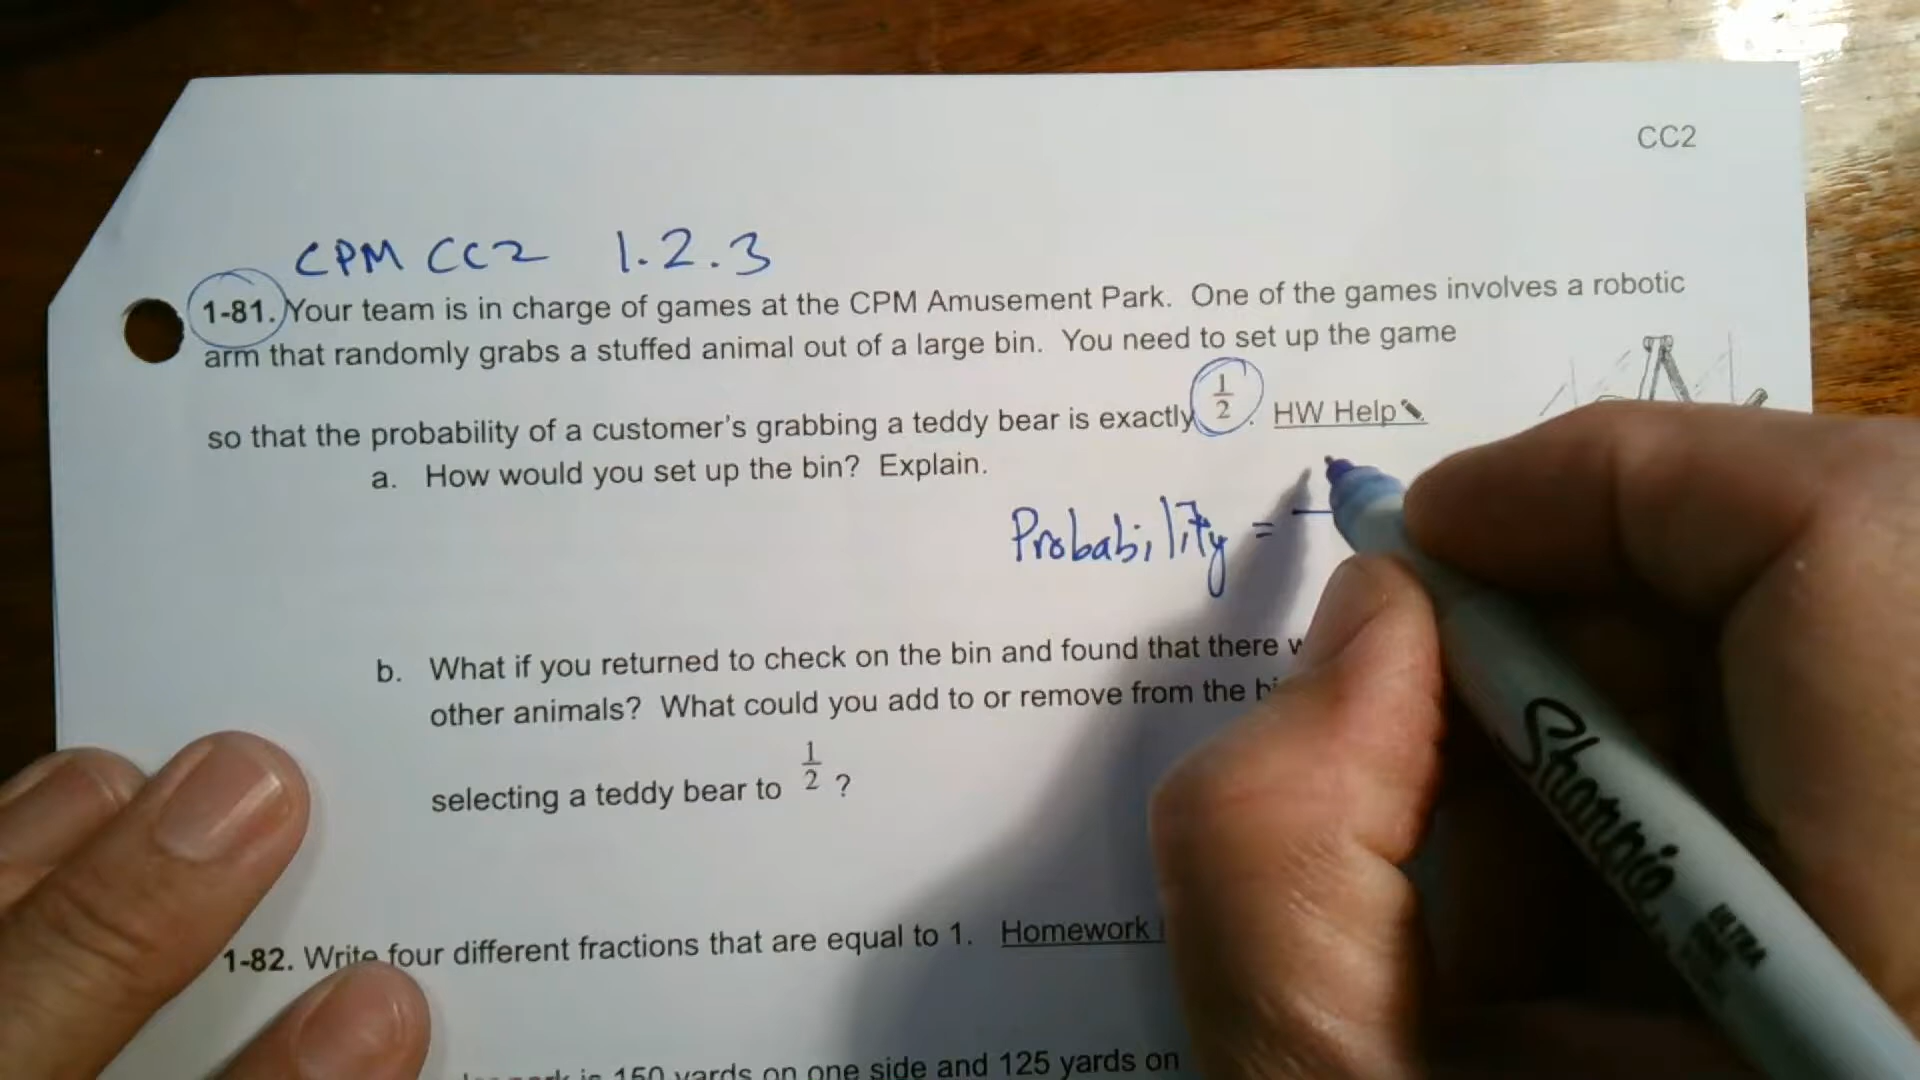 CC2
CPM CC2 1.2.3
1-81. Your team is in charge of games at the CPM Amusement Park. One of the games involves a robotic
arm that randomly grabs a stuffed animal out of a large bin. You need to set up the game
so that the probability of a customer's grabbing a teddy bear is exactly 1/2. HW Help✎
a. How would you set up the bin? Explain.
Probability =
b. What if you returned to check on the bin and found that there
other animals? What could you add to or remove from the
selecting a teddy bear to 1/2 ?
1-82. Write four different fractions that are equal to 1. Homework
is 150 yards on one side and 125 yards on
Sharpie
ULTRA